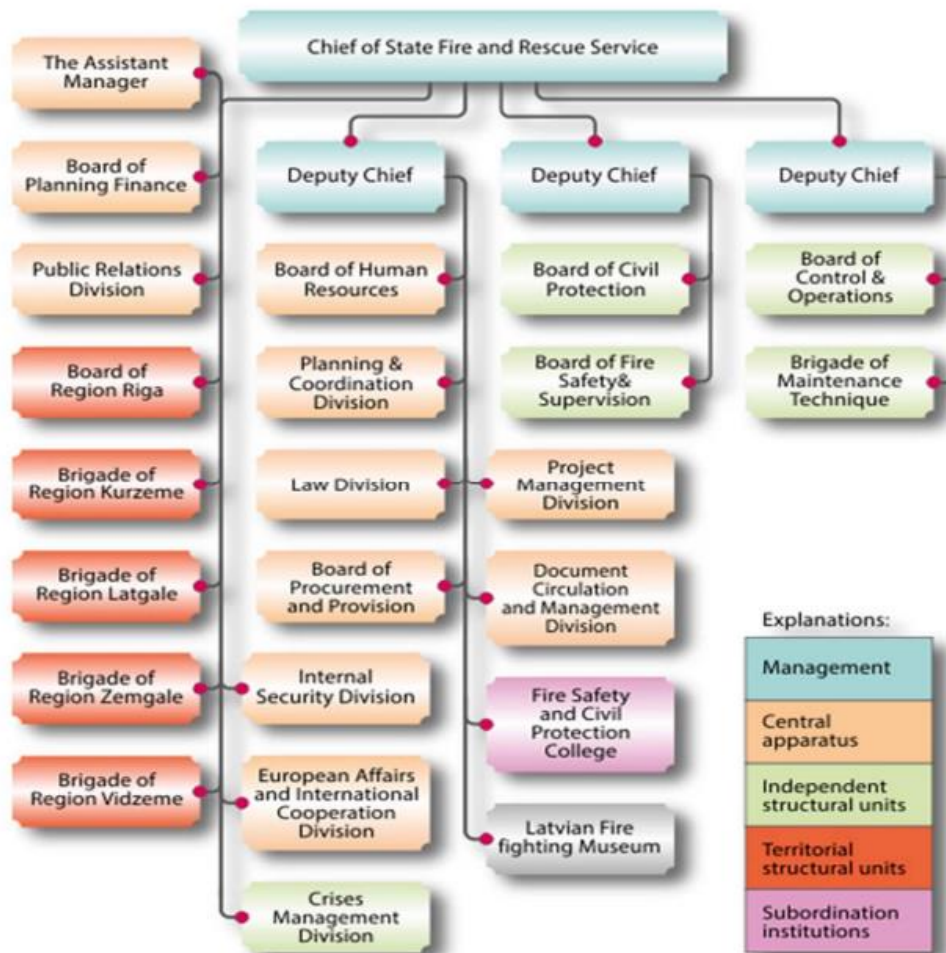 Chief of State Fire and Rescue Service
The Assistant
Manager
Board of
Planning Finance
Public Relations
Division
Board of
Region Riga
Brigade of
Region Kurzeme
Brigade of
Region Latgale
Brigade of
Region Zemgale
Brigade of
Region Vidzeme
Internal
Security Division
European Affairs
and International
Cooperation
Division
Crises
Management
Division
Deputy Chief
Board of Human
Resources
Planning &
Coordination
Division
Law Division
Board of
Procurement
and Provision
Project
Management
Division
Document
Circulation
and Management
Division
Fire Safety
and Civil
Protection
College
Latvian Fire
fighting Museum
Deputy Chief
Board of Civil
Protection
Board of Fire
Safety&
Supervision
Deputy Chief
Board of
Control &
Operations
Brigade of
Maintenance
Technique
Explanations:
Management
Central
apparatus
Independent
structural units
Territorial
structural units
Subordination
institutions